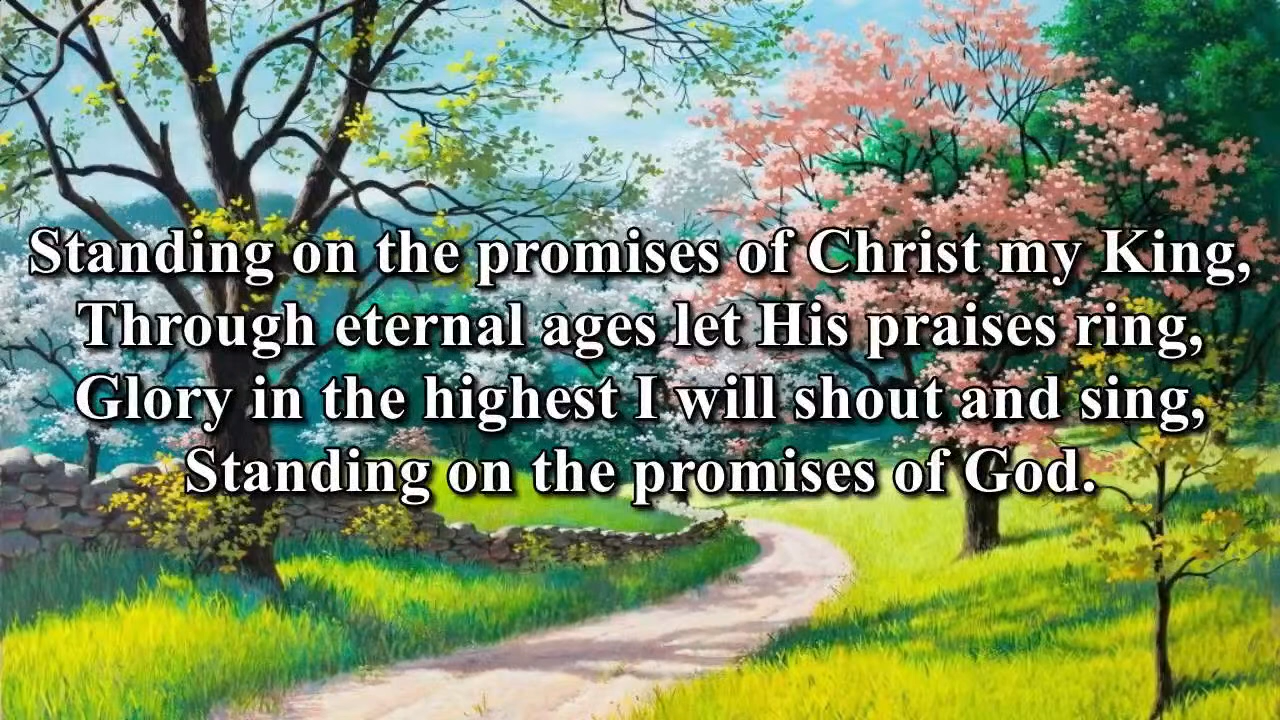 Standing on the promises of Christ my King,
Through eternal ages let His praises ring,
Glory in the highest I will shout and sing,
Standing on the promises of God.